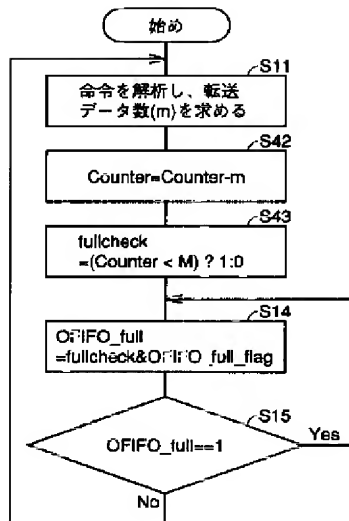 始め
S11
命令を解析し、転送
データ数(m)を求める
S42
Counter=Counter-m
S43
fullcheck
=(Counter < M) ? 1:0
S14
OFIFO_full
=fullcheck&OFIFO_full_flag
S15
OFIFO_full==1
Yes
No